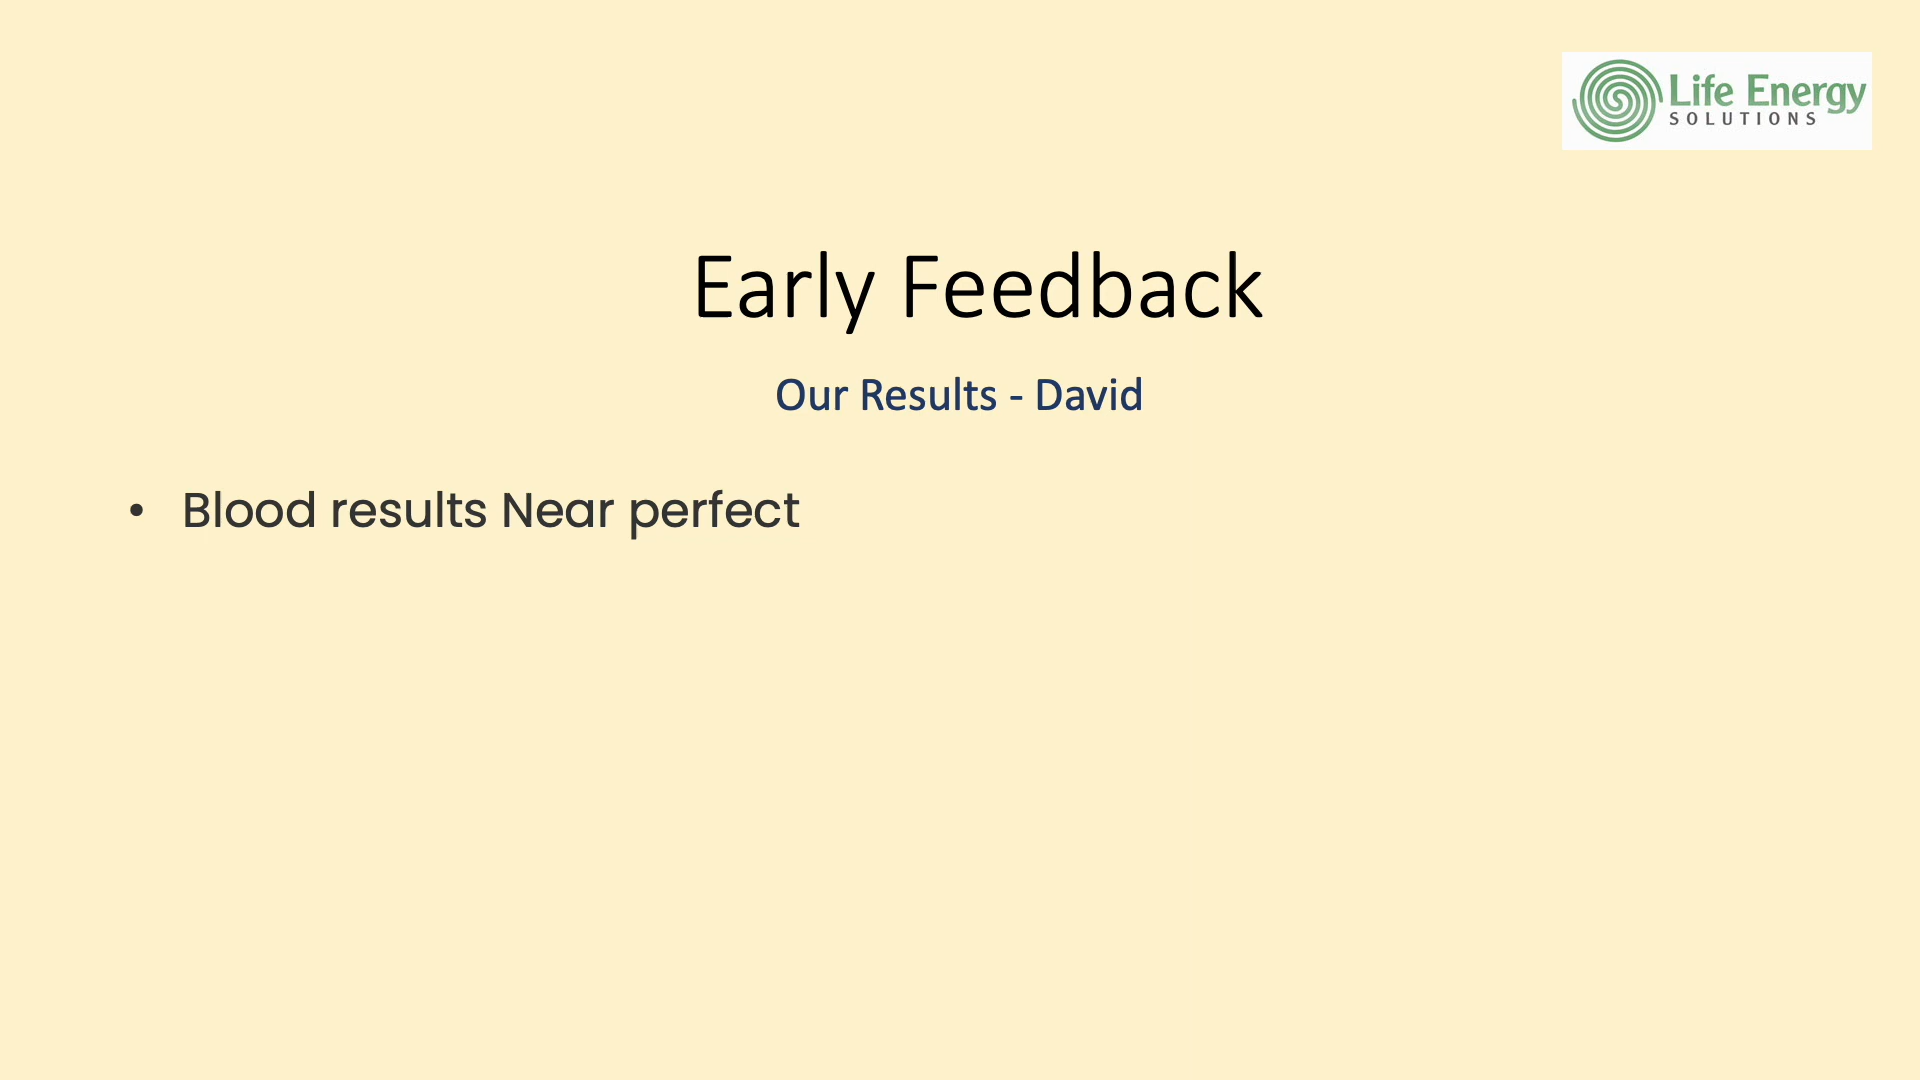 Life Energy
SOLUTIONS
Early Feedback
Our Results - David
• Blood results Near perfect